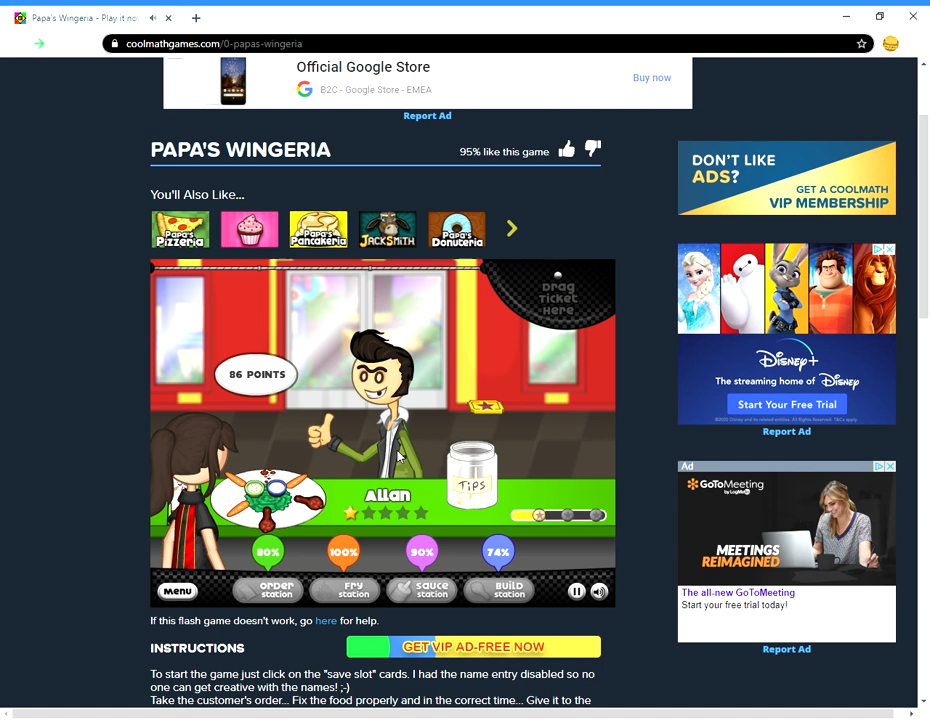 Papa's Wingeria - Play it no
coolmathgames.com/0-papas-wingeria
Official Google Store
B2C - Google Store - EMEA
Buy now
Report Ad
PAPA'S WINGERIA
95% like this game
You'll Also Like...
Papa's Pizzeria
Papa's Pancakeria
JACKSMITH
Papa's Donuteria
Drag
Ticket
Here
86 POINTS
TIPS
Allan
80%
100%
90%
74%
Menu
Order Station
Fry Station
Sauce Station
Build Station
If this flash game doesn't work, go here for help.
INSTRUCTIONS
GET VIP AD-FREE NOW
To start the game just click on the "save slot" cards. I had the name entry disabled so no
one can get creative with the names! ;-)
Take the customer's order... Fix the food properly and in the correct time... Give it to the
DON'T LIKE
ADS?
GET A COOLMATH
VIP MEMBERSHIP
Disney+
The streaming home of Disney
Start Your Free Trial
Report Ad
Ad
GoToMeeting
by LogMeIn
MEETINGS
REIMAGINED
The all-new GoToMeeting
Start your free trial today!
Report Ad